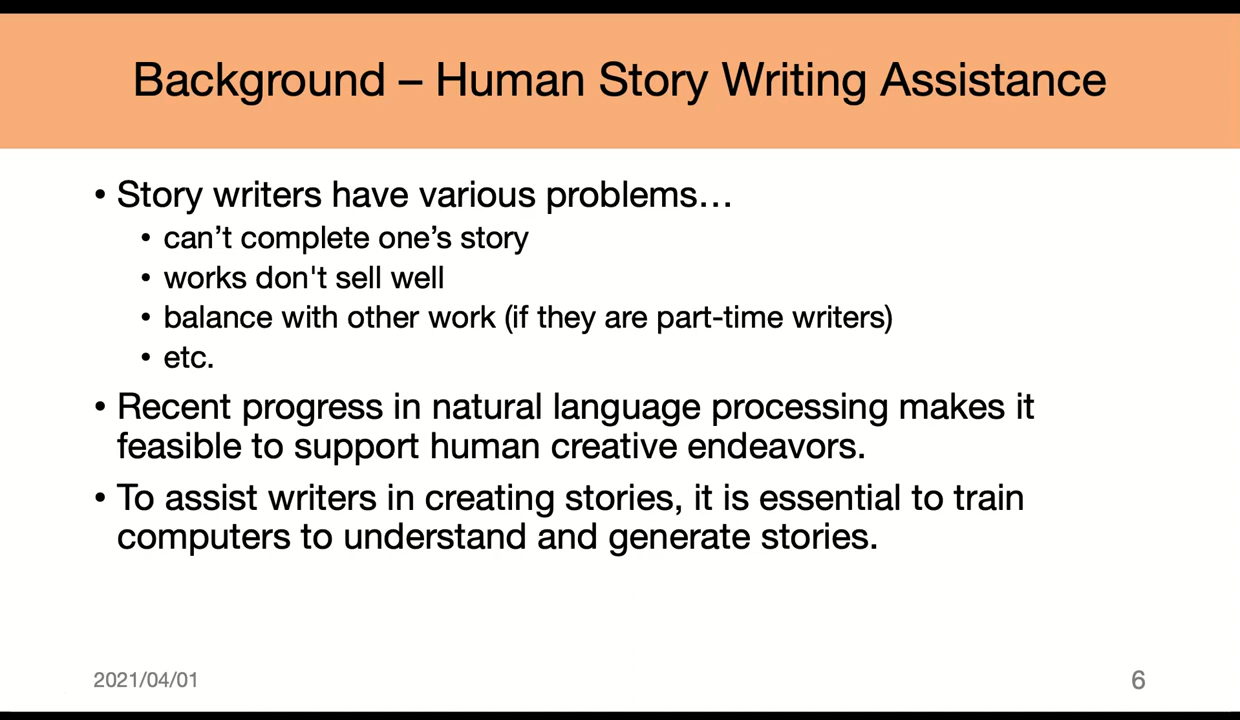 Background – Human Story Writing Assistance
• Story writers have various problems…
• can’t complete one’s story
• works don't sell well
• balance with other work (if they are part-time writers)
• etc.
• Recent progress in natural language processing makes it
feasible to support human creative endeavors.
• To assist writers in creating stories, it is essential to train
computers to understand and generate stories.
2021/04/01
6